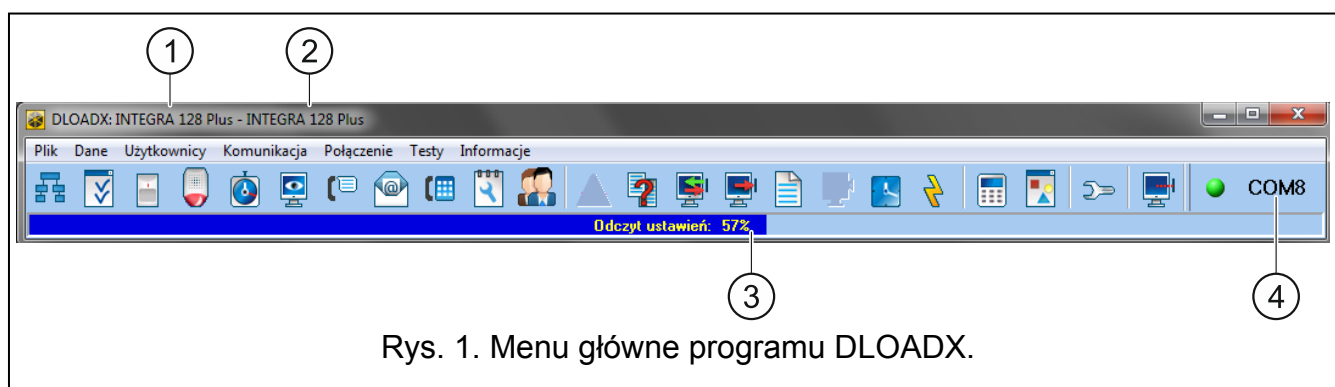 1 2
DLOADX: INTEGRA 128 Plus - INTEGRA 128 Plus
Plik Dane Użytkownicy Komunikacja Połączenie Testy Informacje
COM8
Odczyt ustawień: 57%
3 4
Rys. 1. Menu główne programu DLOADX.